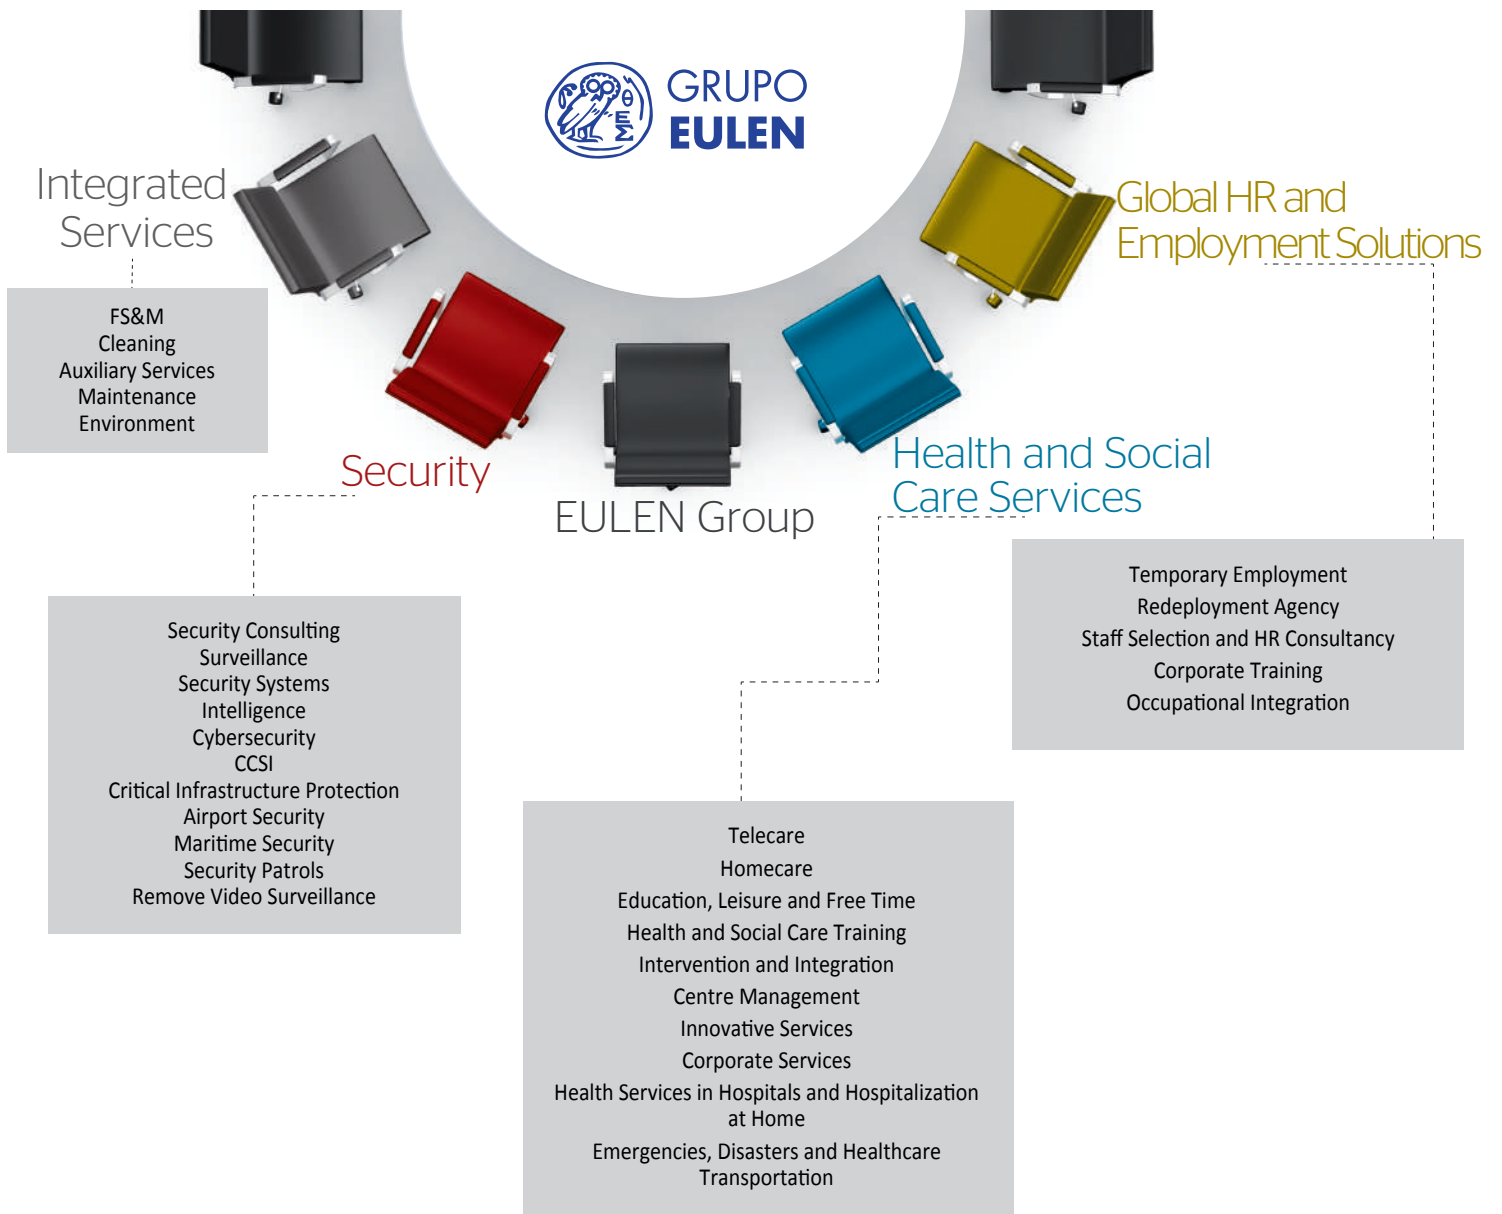 GRUPO
EULEN
Integrated
Services
FS&M
Cleaning
Auxiliary Services
Maintenance
Environment
Security
Security Consulting
Surveillance
Security Systems
Intelligence
Cybersecurity
CCSI
Critical Infrastructure Protection
Airport Security
Maritime Security
Security Patrols
Remove Video Surveillance
EULEN Group
Health and Social
Care Services
Telecare
Homecare
Education, Leisure and Free Time
Health and Social Care Training
Intervention and Integration
Centre Management
Innovative Services
Corporate Services
Health Services in Hospitals and Hospitalization
at Home
Emergencies, Disasters and Healthcare
Transportation
Global HR and
Employment Solutions
Temporary Employment
Redeployment Agency
Staff Selection and HR Consultancy
Corporate Training
Occupational Integration